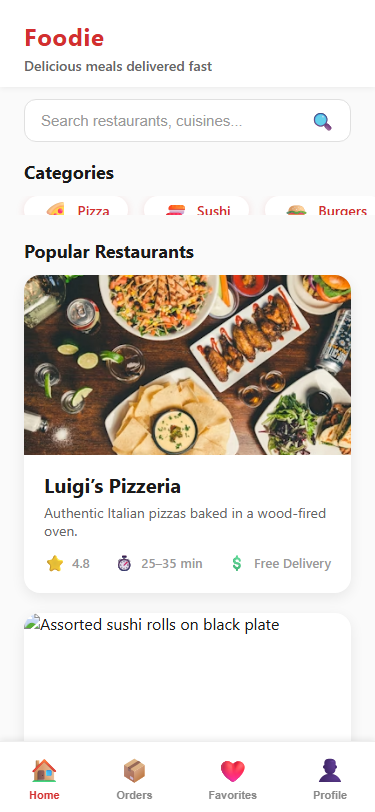 Foodie
Delicious meals delivered fast
Search restaurants, cuisines...
Categories
Pizza
Sushi
Burgers
Popular Restaurants
Luigi’s Pizzeria
Authentic Italian pizzas baked in a wood-fired
oven.
4.8
25–35 min
Free Delivery
Assorted sushi rolls on black plate
Home
Orders
Favorites
Profile